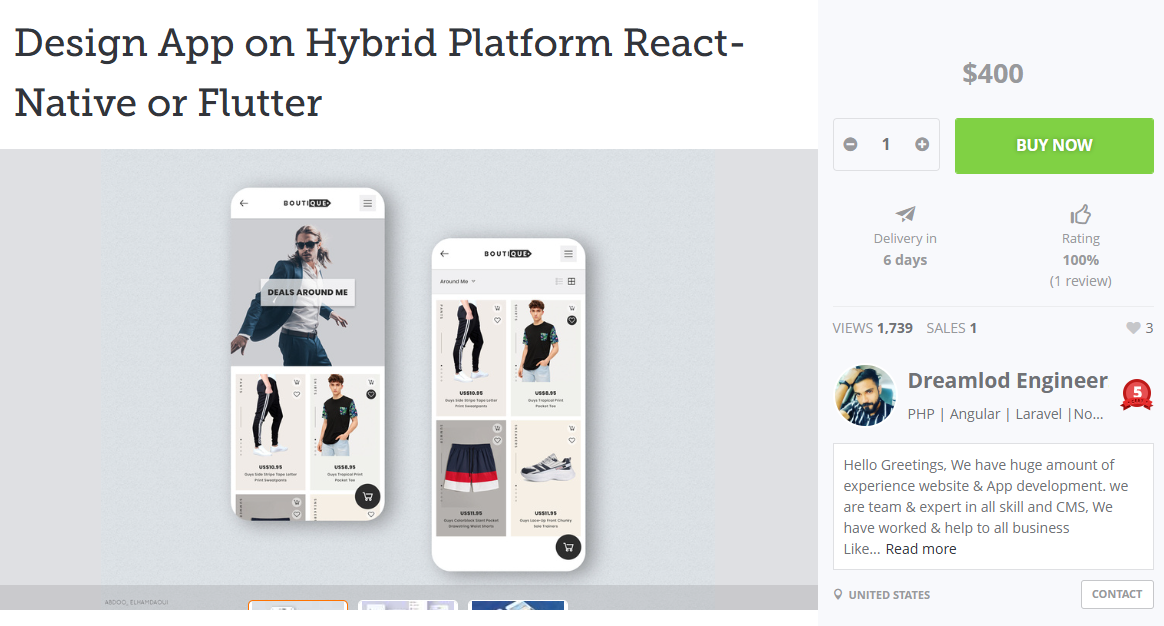 Design App on Hybrid Platform React-
Native or Flutter
$400
1
BUY NOW
Delivery in
6 days
Rating
100%
(1 review)
VIEWS 1,739 SALES 1
3
Dreamlod Engineer
5
PHP | Angular | Laravel |No...
Hello Greetings, We have huge amount of
experience website & App development. we
are team & expert in all skill and CMS, We
have worked & help to all business
Like... Read more
UNITED STATES
CONTACT
BOUTIQUE
DEALS AROUND ME
US$10.95
Guys Side Stripe Tape Letter
Print Sweatpants
US$8.95
Guys Tropical Print
Pocket Tee
BOUTIQUE
Around Me
US$10.95
Guys Side Stripe Tape Letter
Print Sweatpants
US$8.95
Guys Tropical Print
Pocket Tee
US$11.95
Guys Colorblock Slant Pocket
Drawstring Waist Shorts
US$11.95
Guys Lace-Up Front Chunky
Sole Trainers
ABDOO, ELHAMDAOUI